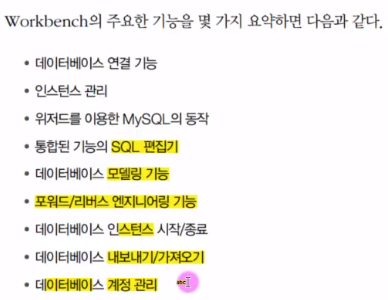 Workbench의 주요한 기능을 몇 가지 요약하면 다음과 같다.
• 데이터베이스 연결 기능
• 인스턴스 관리
• 위저드를 이용한 MySQL의 동작
• 통합된 기능의 SQL 편집기
• 데이터베이스 모델링 기능
• 포워드/리버스 엔지니어링 기능
• 데이터베이스 인스턴스 시작/종료
• 데이터베이스 내보내기/가져오기
• 데이터베이스 계정 관리